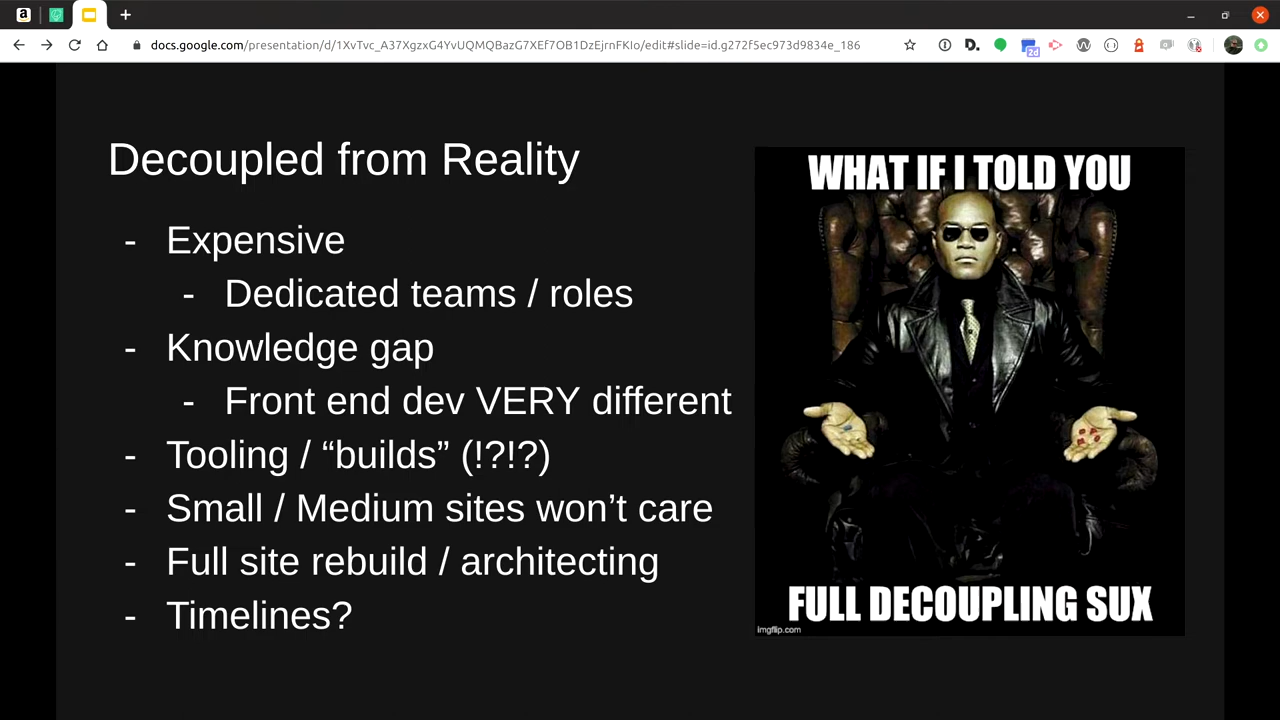 docs.google.com/presentation/d/1XvTvc_A37XgzxG4YvUQMQBazG7XEf7OB1DzEjrnFKIo/edit#slide=id.g272f5ec973d9834e_186
2d
Decoupled from Reality
- Expensive
- Dedicated teams / roles
- Knowledge gap
- Front end dev VERY different
- Tooling / “builds” (!?!?)
- Small / Medium sites won’t care
- Full site rebuild / architecting
- Timelines?
WHAT IF I TOLD YOU
FULL DECOUPLING SUX
imgflip.com